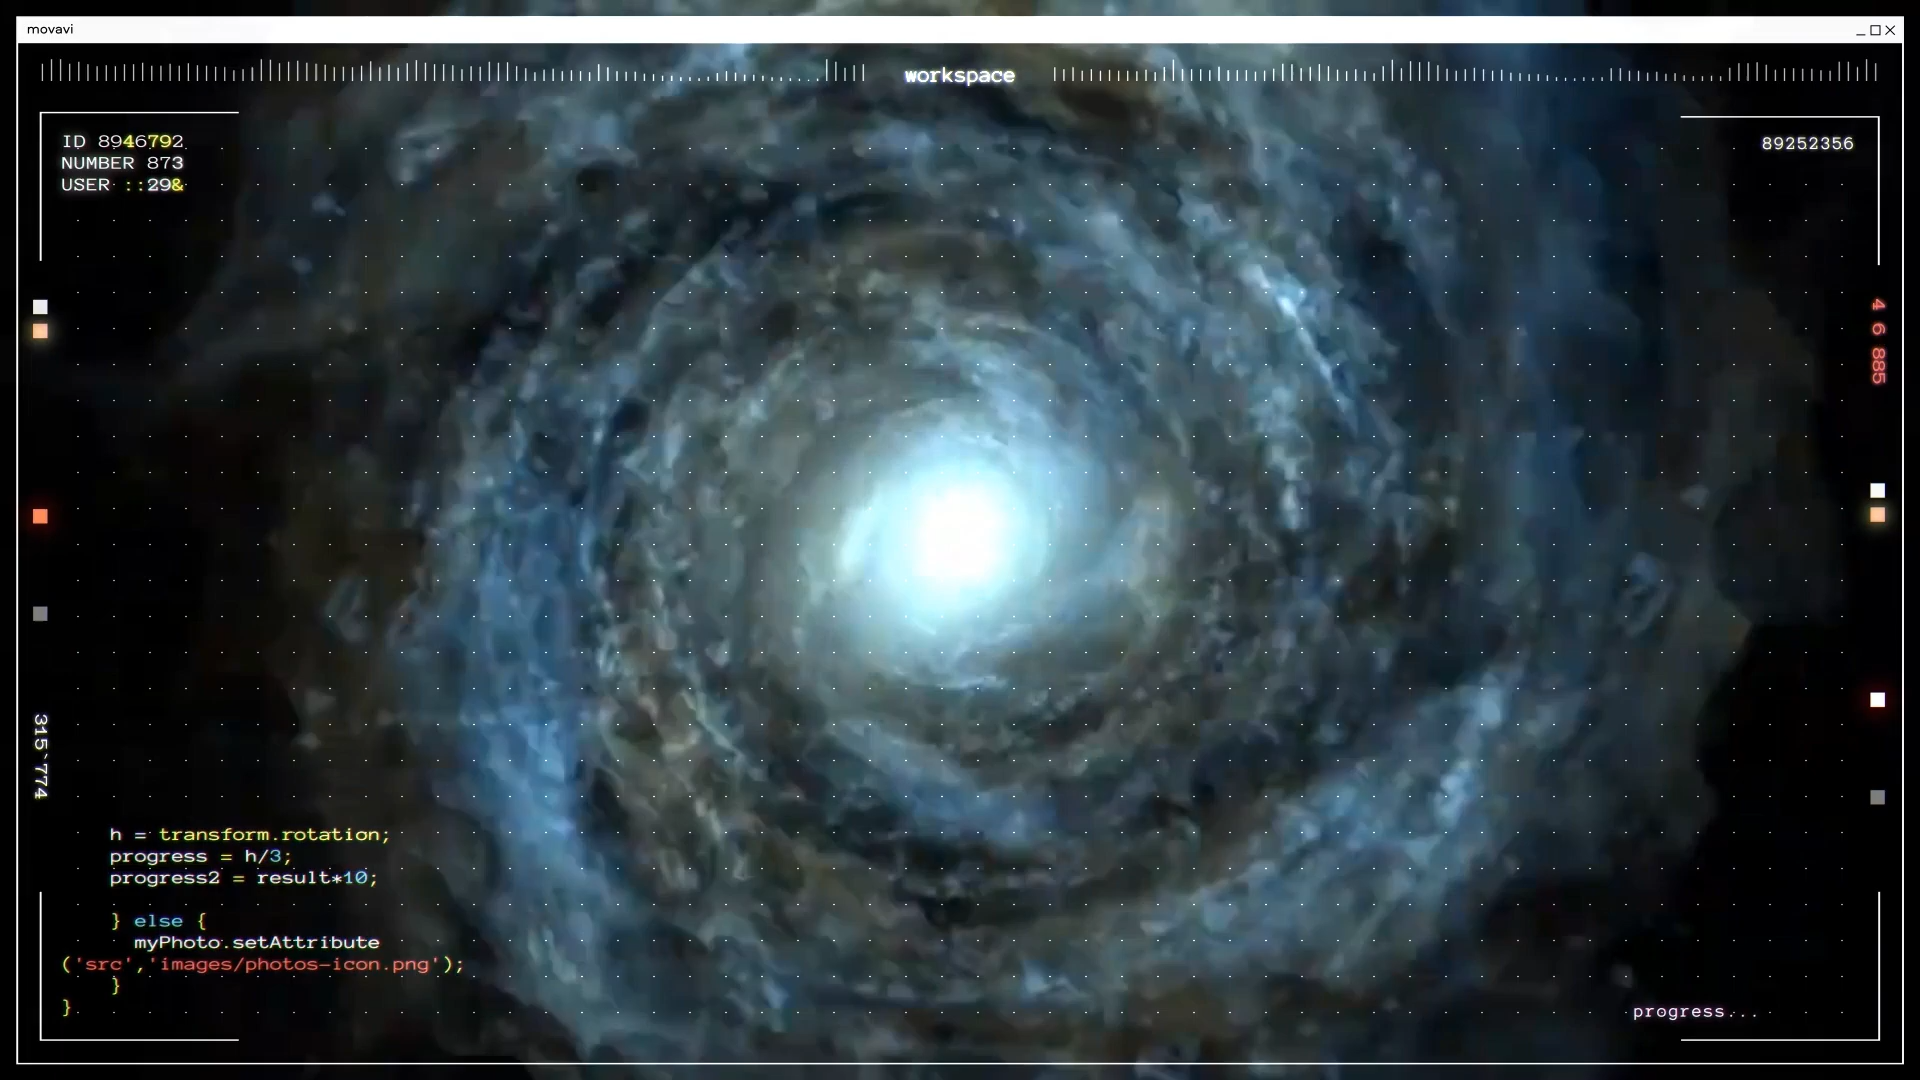 movavi
workspace
ID 8946792
NUMBER 873
USER ::29&
89252356
4 6 885
315`774
h = transform.rotation;
progress = h/3;
progress2 = result*10;
} else {
myPhoto.setAttribute
('src','images/photos-icon.png');
}
}
progress...